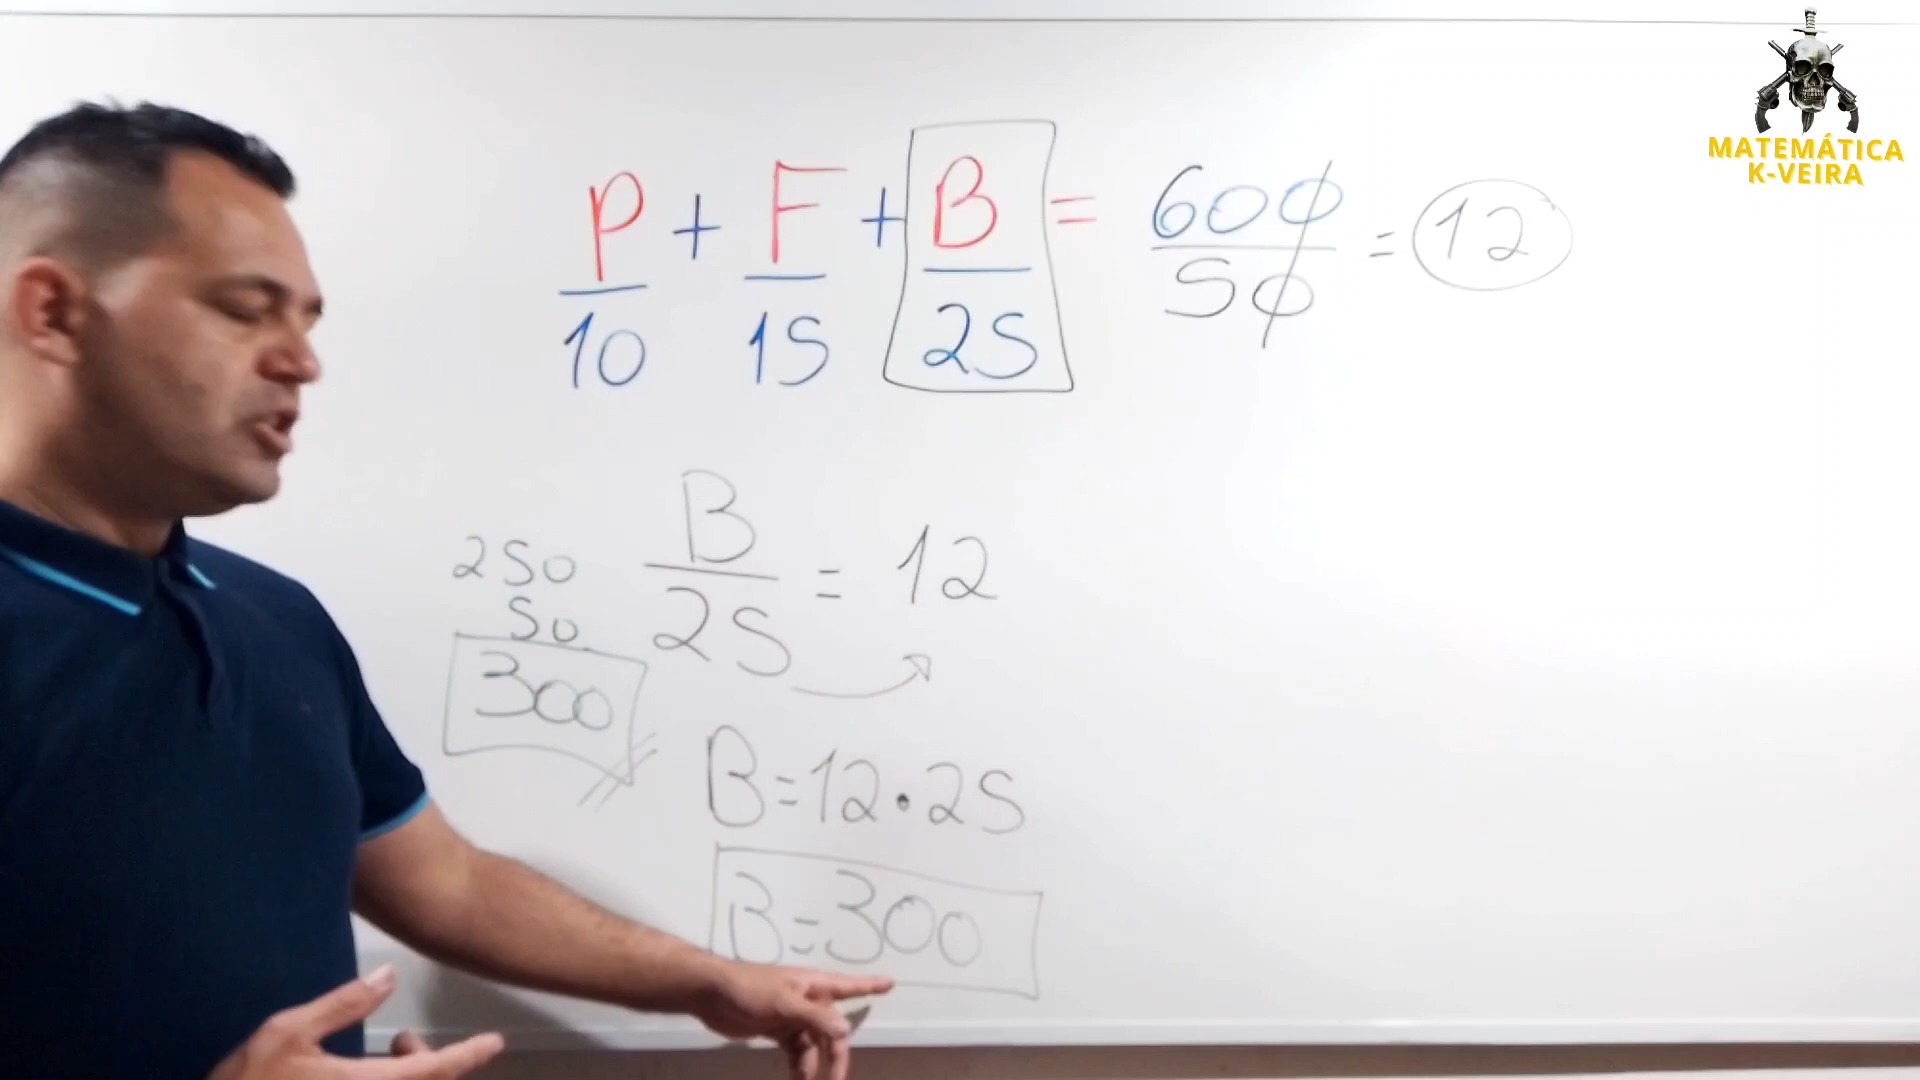 MATEMÁTICA
K-VEIRA
P/10 + F/15 + B/25 = 600/50 = 12
B/25 = 12
250
50
300
B=12·25
B=300